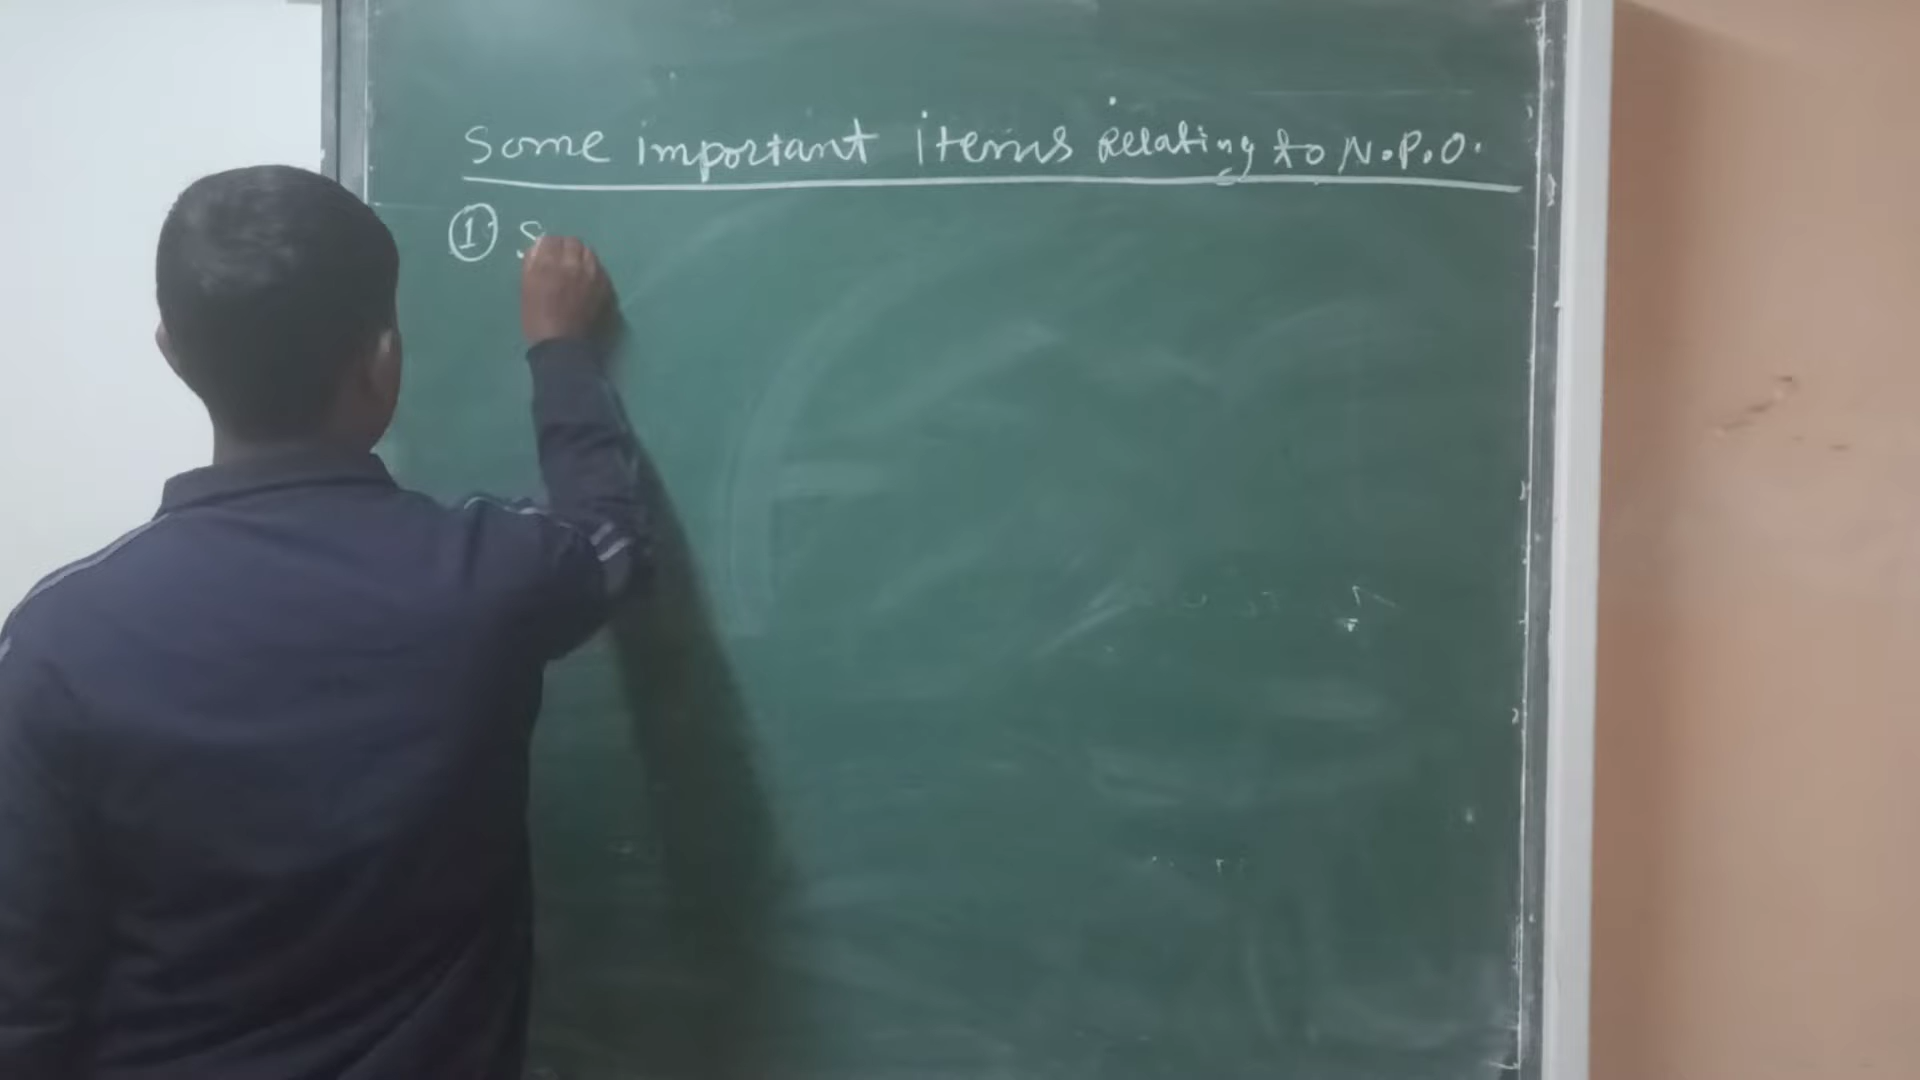 Some important items Relating to N.P.O.
① S